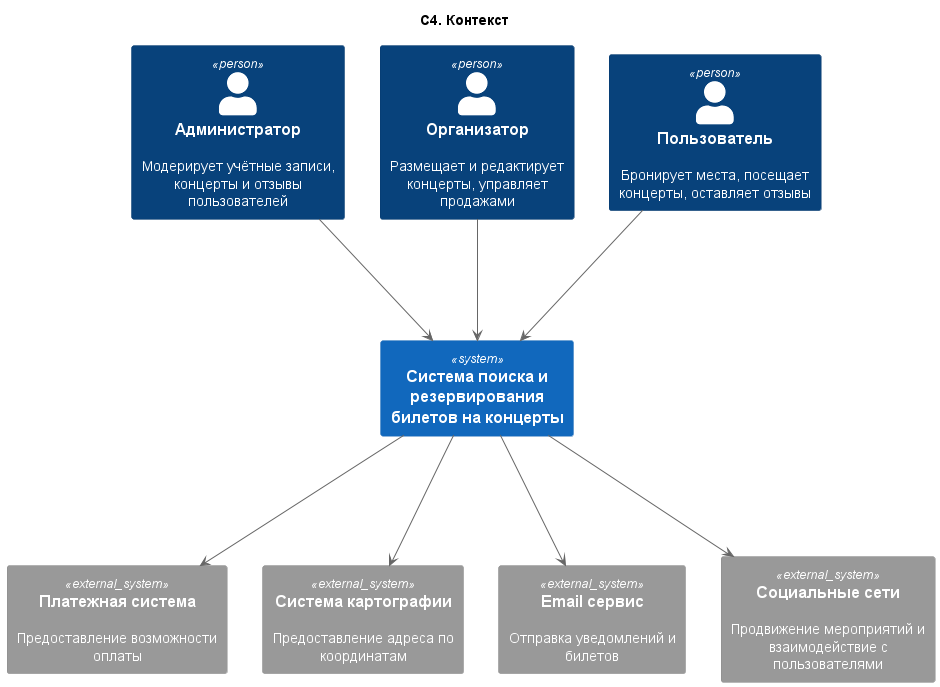 C4. Контекст
«person»
Администратор
Модерирует учётные записи,
концерты и отзывы
пользователей
«person»
Организатор
Размещает и редактирует
концерты, управляет
продажами
«person»
Пользователь
Бронирует места, посещает
концерты, оставляет отзывы
«system»
Система поиска и
резервирования
билетов на концерты
«external_system»
Платежная система
Предоставление возможности
оплаты
«external_system»
Система картографии
Предоставление адреса по
координатам
«external_system»
Email сервис
Отправка уведомлений и
билетов
«external_system»
Социальные сети
Продвижение мероприятий и
взаимодействие с
пользователями